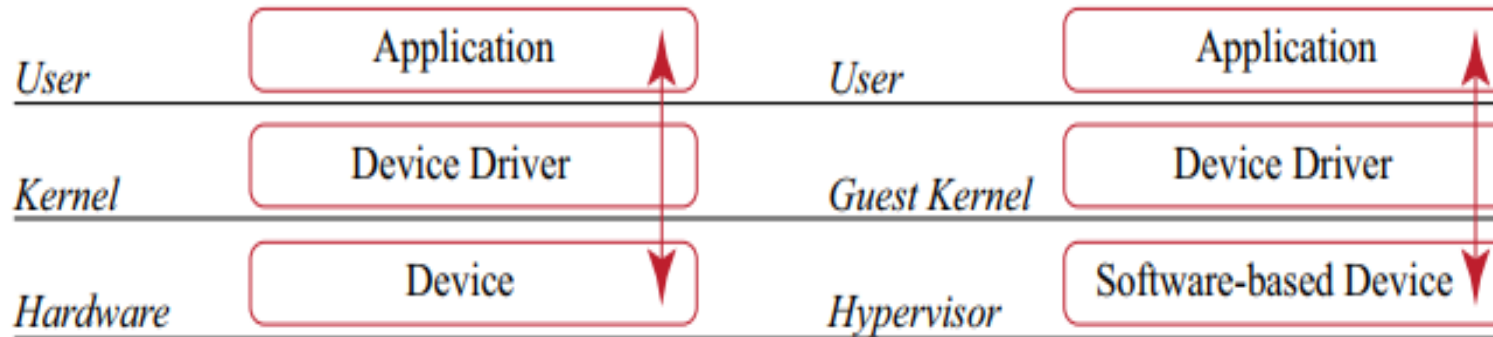 Application
User
Device Driver
Kernel
Device
Hardware
Application
User
Device Driver
Guest Kernel
Software-based Device
Hypervisor